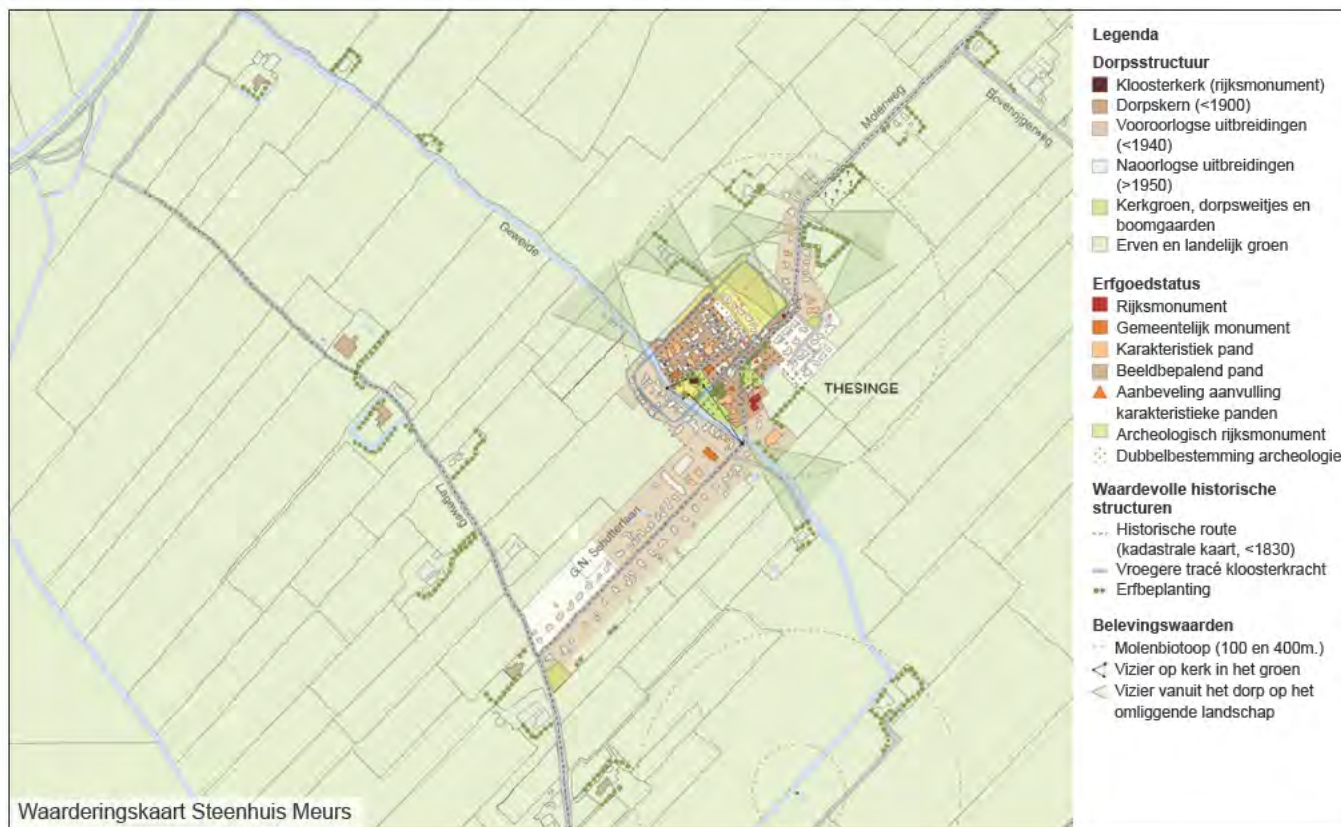 Molenweg
Bovenrijgerweg
Geweide
THESINGE
Lageweg
G.N. Schutterlaan
Waarderingskaart Steenhuis Meurs
Legenda
Dorpsstructuur
Kloosterkerk (rijksmonument)
Dorpskern (<1900)
Vooroorlogse uitbreidingen
(<1940)
Naoorlogse uitbreidingen
(>1950)
Kerkgroen, dorpsweitjes en
boomgaarden
Erven en landelijk groen
Erfgoedstatus
Rijksmonument
Gemeentelijk monument
Karakteristiek pand
Beeldbepalend pand
Aanbeveling aanvulling
karakteristieke panden
Archeologisch rijksmonument
Dubbelbestemming archeologie
Waardevolle historische
structuren
Historische route
(kadastrale kaart, <1830)
Vroegere tracé kloosterkracht
Erfbeplanting
Belevingswaarden
Molenbiotoop (100 en 400m.)
Vizier op kerk in het groen
Vizier vanuit het dorp op het
omliggende landschap